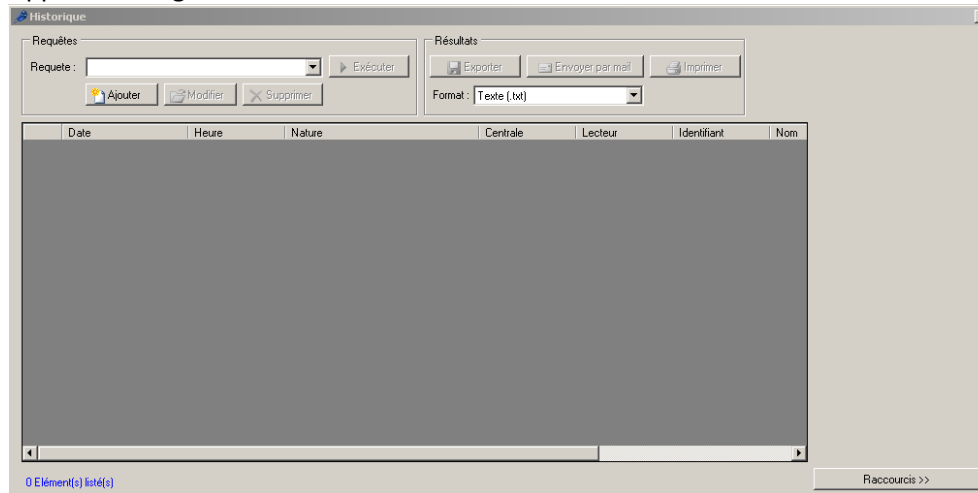 Historique
Requêtes
Requete :
Exécuter
Ajouter
Modifier
Supprimer
Résultats
Exporter
Envoyer par mail
Imprimer
Format : Texte (.txt)
Date Heure Nature Centrale Lecteur Identifiant Nom
0 Elément(s) listé(s)
Raccourcis >>